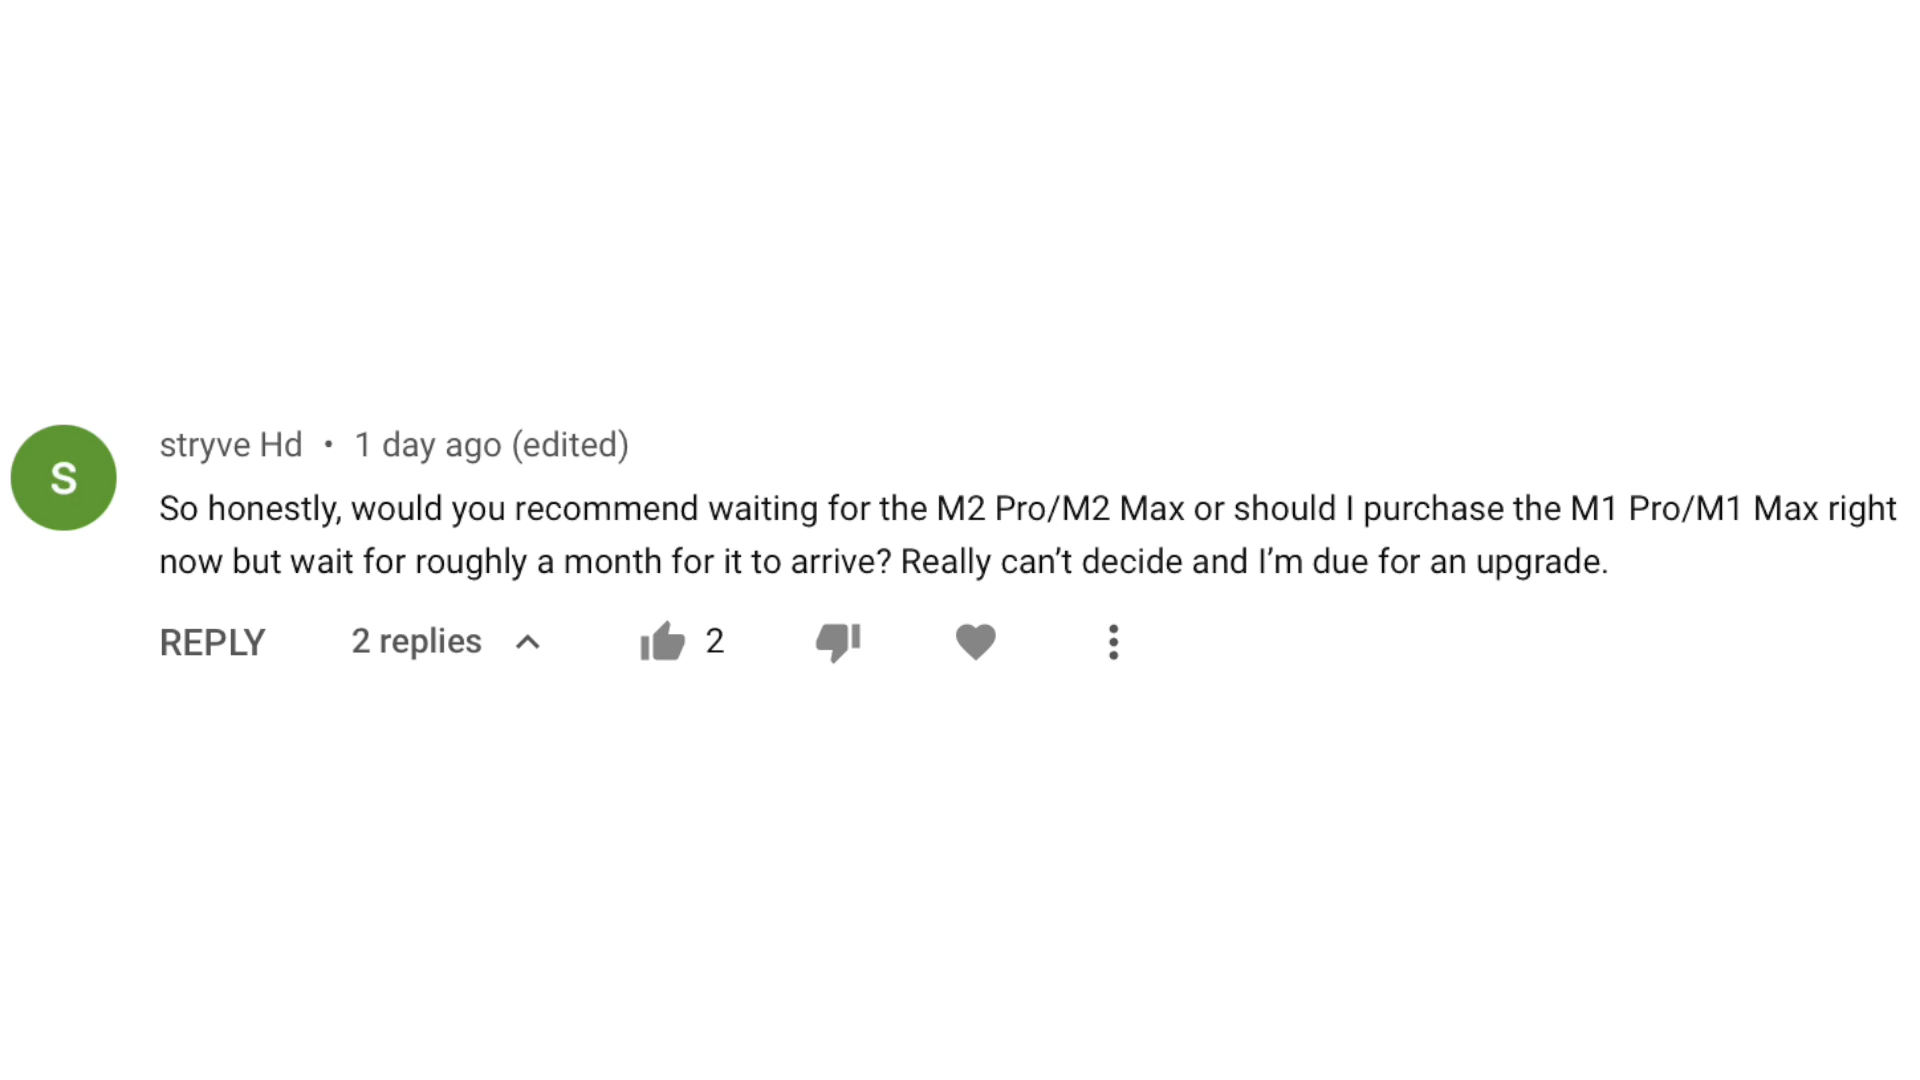 S
stryve Hd • 1 day ago (edited)
So honestly, would you recommend waiting for the M2 Pro/M2 Max or should I purchase the M1 Pro/M1 Max right
now but wait for roughly a month for it to arrive? Really can’t decide and I’m due for an upgrade.
REPLY 2 replies 2